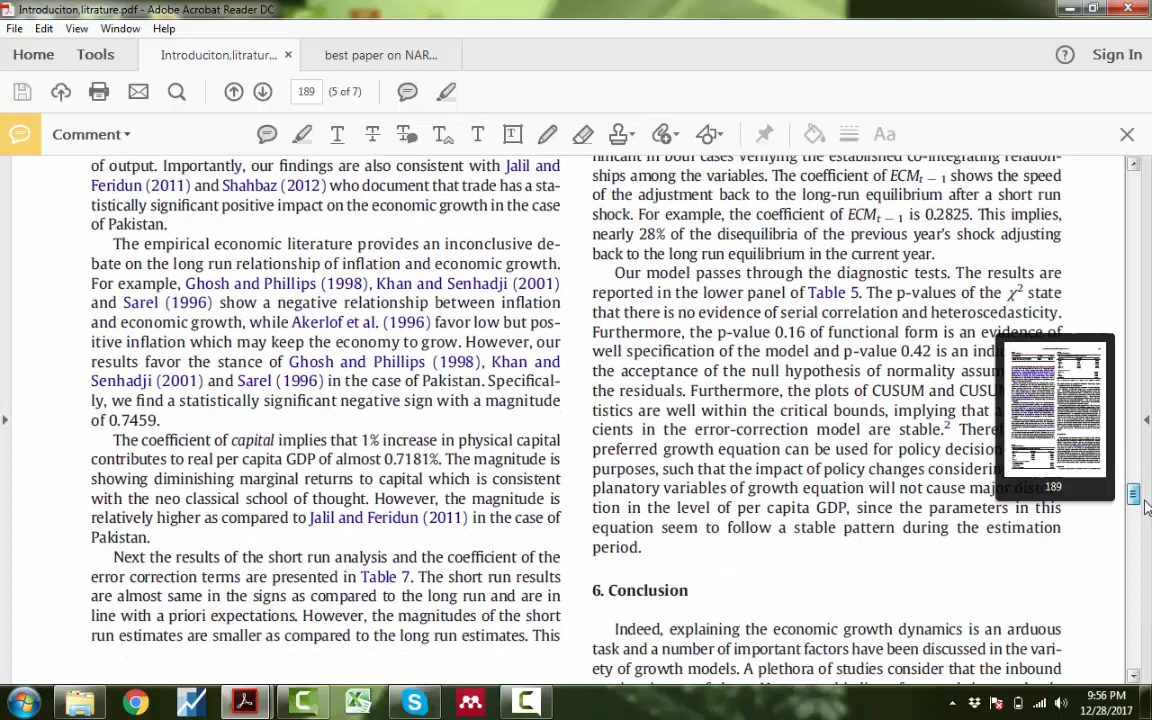 Introduciton,litrature.pdf - Adobe Acrobat Reader DC
File Edit View Window Help
Home Tools Introduciton,litratur... × best paper on NAR... ? Sign In
189 (5 of 7)
Comment
of output. Importantly, our findings are also consistent with Jalil and
Feridun (2011) and Shahbaz (2012) who document that trade has a sta-
tistically significant positive impact on the economic growth in the case
of Pakistan.
The empirical economic literature provides an inconclusive de-
bate on the long run relationship of inflation and economic growth.
For example, Ghosh and Phillips (1998), Khan and Senhadji (2001)
and Sarel (1996) show a negative relationship between inflation
and economic growth, while Akerlof et al. (1996) favor low but pos-
itive inflation which may keep the economy to grow. However, our
results favor the stance of Ghosh and Phillips (1998), Khan and
Senhadji (2001) and Sarel (1996) in the case of Pakistan. Specifical-
ly, we find a statistically significant negative sign with a magnitude
of 0.7459.
The coefficient of capital implies that 1% increase in physical capital
contributes to real per capita GDP of almost 0.7181%. The magnitude is
showing diminishing marginal returns to capital which is consistent
with the neo classical school of thought. However, the magnitude is
relatively higher as compared to Jalil and Feridun (2011) in the case of
Pakistan.
Next the results of the short run analysis and the coefficient of the
error correction terms are presented in Table 7. The short run results
are almost same in the signs as compared to the long run and are in
line with a priori expectations. However, the magnitudes of the short
run estimates are smaller as compared to the long run estimates. This
nificant in both cases verifying the established co-integrating relation-
ships among the variables. The coefficient of ECMt − 1 shows the speed
of the adjustment back to the long-run equilibrium after a short run
shock. For example, the coefficient of ECMt − 1 is 0.2825. This implies,
nearly 28% of the disequilibria of the previous year's shock adjusting
back to the long run equilibrium in the current year.
Our model passes through the diagnostic tests. The results are
reported in the lower panel of Table 5. The p-values of the χ² state
that there is no evidence of serial correlation and heteroscedasticity.
Furthermore, the p-value 0.16 of functional form is an evidence of
well specification of the model and p-value 0.42 is an indi
the acceptance of the null hypothesis of normality assum
the residuals. Furthermore, the plots of CUSUM and CUSU
tistics are well within the critical bounds, implying that a
cients in the error-correction model are stable.² Theref
preferred growth equation can be used for policy decision-
purposes, such that the impact of policy changes considerin
planatory variables of growth equation will not cause major
tion in the level of per capita GDP, since the parameters in this
equation seem to follow a stable pattern during the estimation
period.
6. Conclusion
Indeed, explaining the economic growth dynamics is an arduous
task and a number of important factors have been discussed in the vari-
ety of growth models. A plethora of studies consider that the inbound
189
9:56 PM
12/28/2017